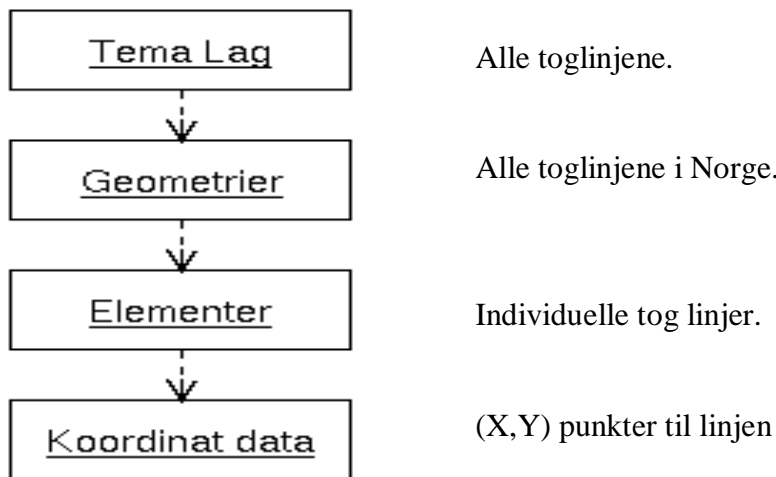 Tema Lag
Alle toglinjene.
Geometrier
Alle toglinjene i Norge.
Elementer
Individuelle tog linjer.
Koordinat data
(X,Y) punkter til linjen